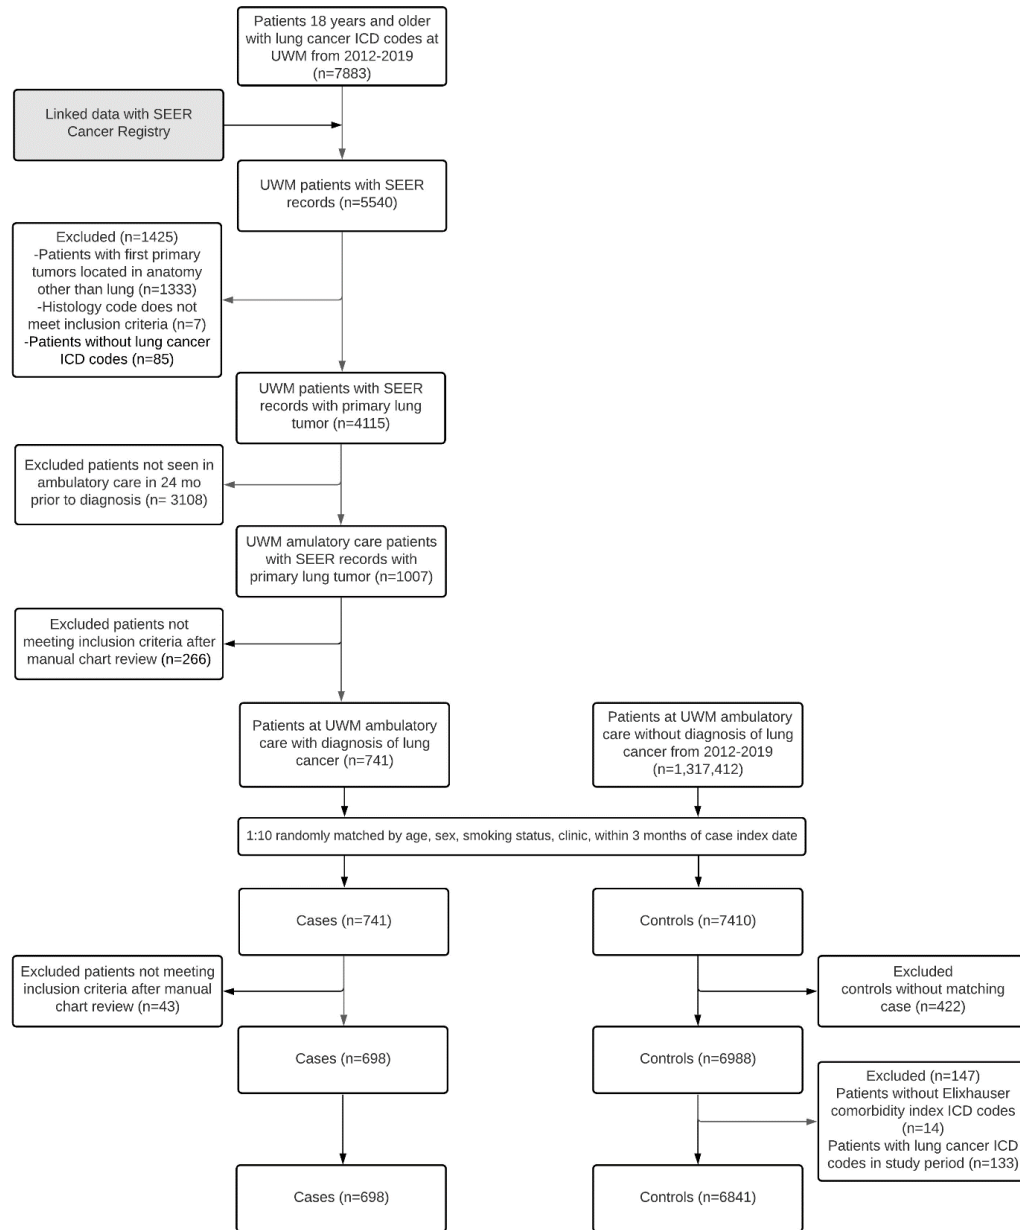 Patients 18 years and older
with lung cancer ICD codes at
UWM from 2012-2019
(n=7883)
Linked data with SEER
Cancer Registry
UWM patients with SEER
records (n=5540)
Excluded (n=1425)
-Patients with first primary
tumors located in anatomy
other than lung (n=1333)
-Histology code does not
meet inclusion criteria (n=7)
-Patients without lung cancer
ICD codes (n=85)
UWM patients with SEER
records with primary lung
tumor (n=4115)
Excluded patients not seen in
ambulatory care in 24 mo
prior to diagnosis (n= 3108)
UWM amulatory care patients
with SEER records with
primary lung tumor (n=1007)
Excluded patients not
meeting inclusion criteria after
manual chart review (n=266)
Patients at UWM ambulatory
care with diagnosis of lung
cancer (n=741)
Patients at UWM ambulatory
care without diagnosis of lung
cancer from 2012-2019
(n=1,317,412)
1:10 randomly matched by age, sex, smoking status, clinic, within 3 months of case index date
Cases (n=741)
Controls (n=7410)
Excluded patients not meeting
inclusion criteria after manual
chart review (n=43)
Excluded
controls without matching
case (n=422)
Cases (n=698)
Controls (n=6988)
Excluded (n=147)
Patients without Elixhauser
comorbidity index ICD codes
(n=14)
Patients with lung cancer ICD
codes in study period (n=133)
Cases (n=698)
Controls (n=6841)